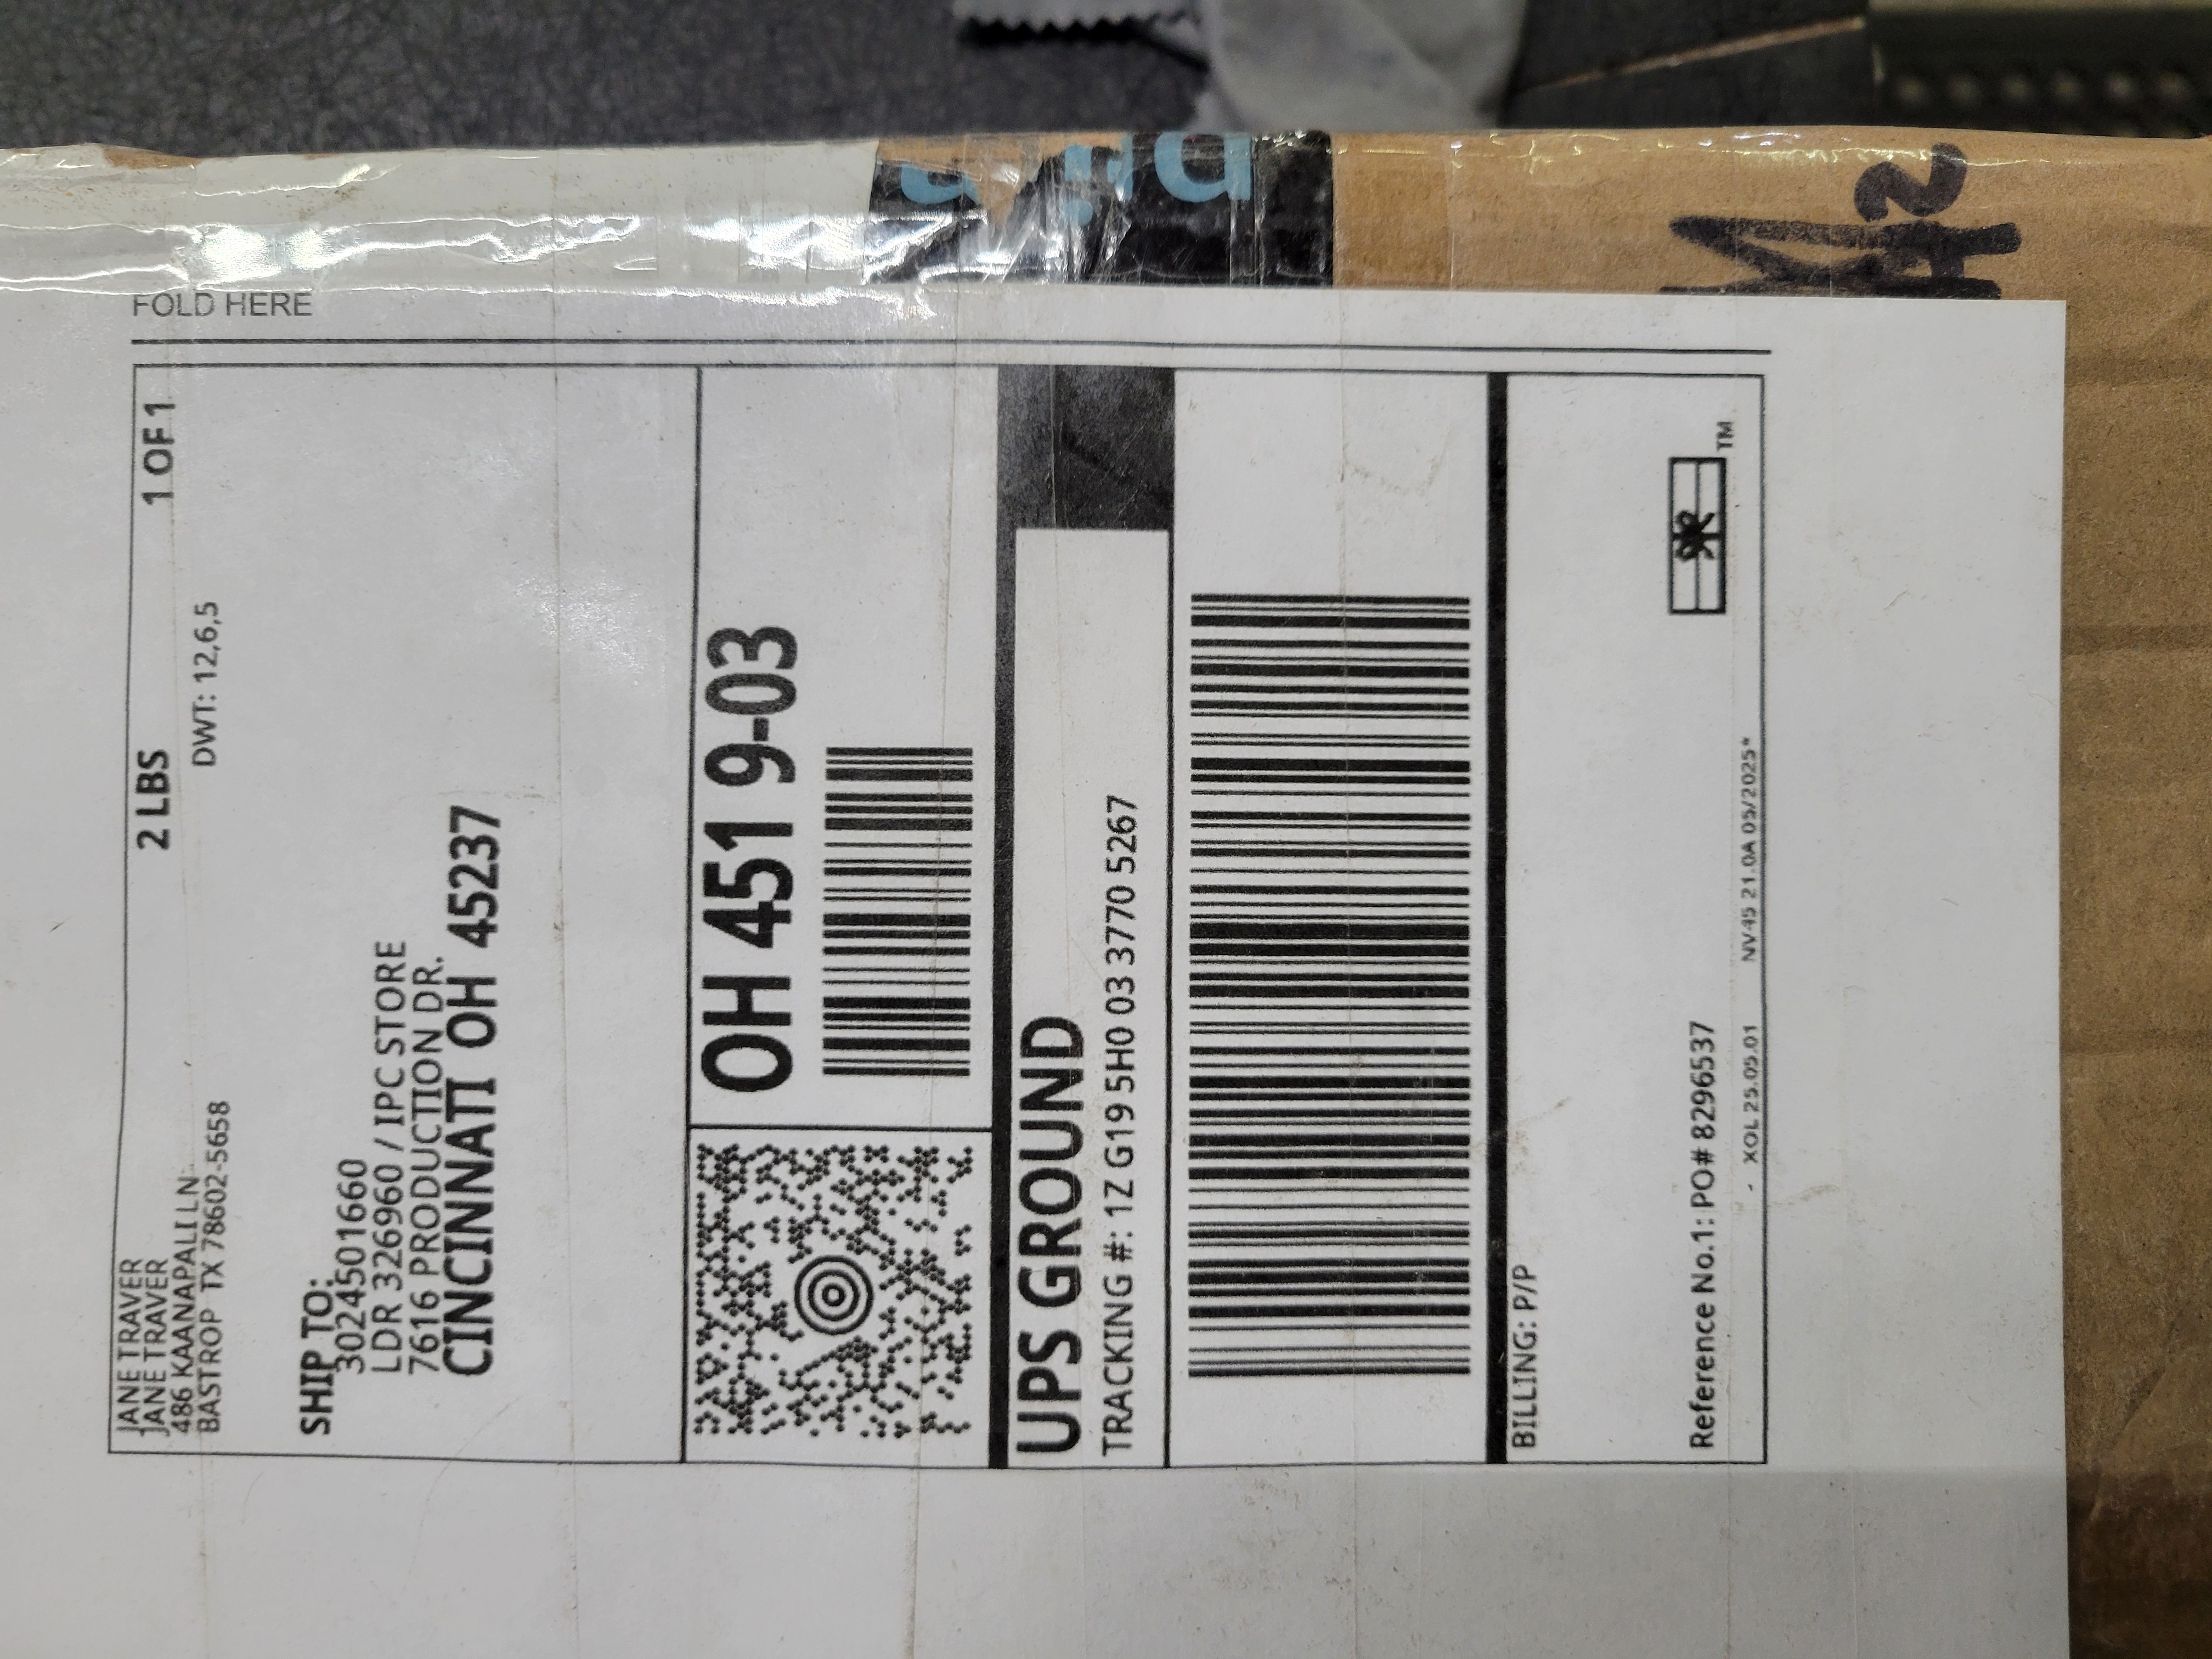 FOLD HERE
JANE TRAVER
JANE TRAVER
486 KAANAPALI LN
BASTROP TX 78602-5658
2 LBS
1 OF 1
DWT: 12,6,5
SHIP TO:
3024501660
LDR 326960 / IPC STORE
7616 PRODUCTION DR.
CINCINNATI OH 45237
OH 451 9-03
UPS GROUND
TRACKING #: 1Z G19 5H0 03 3770 5267
BILLING: P/P
Reference No.1: PO# 8296537
XOL 25.05.01 NV45 21.0A 05/2025*
TM